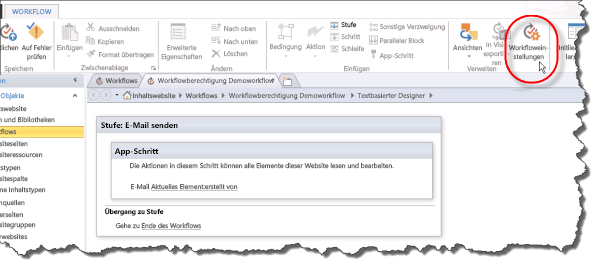 WORKFLOW
Auf Fehler prüfen
Speichern
Einfügen
Ausschneiden
Kopieren
Format übertragen
Zwischenablage
Erweiterte Eigenschaften
Nach oben
Nach unten
Löschen
Ändern
Bedingung
Aktion
Stufe
Schritt
Schleife
Sonstige Verzweigung
Paralleler Block
App-Schritt
Einfügen
Ansichten
In Visi
exportieren
ren
Workflowein-
stellungen
Verwalten
Initiie
Workflows
Workflowberechtigung Demoworkflow
Inhaltswebsite
Workflows
Workflowberechtigung Demoworkflow
Textbasierter Designer
Objekte
website
n und Bibliotheken
flows
siteseiten
siteressourcen
stypen
sitespalte
ne Inhaltstypen
nquellen
erseiten
sitegruppen
websites
Stufe: E-Mail senden
App-Schritt
Die Aktionen in diesem Schritt können alle Elemente dieser Website lesen und bearbeiten.
E-Mail Aktuelles Element:erstellt von
Übergang zu Stufe
Gehe zu Ende des Workflows